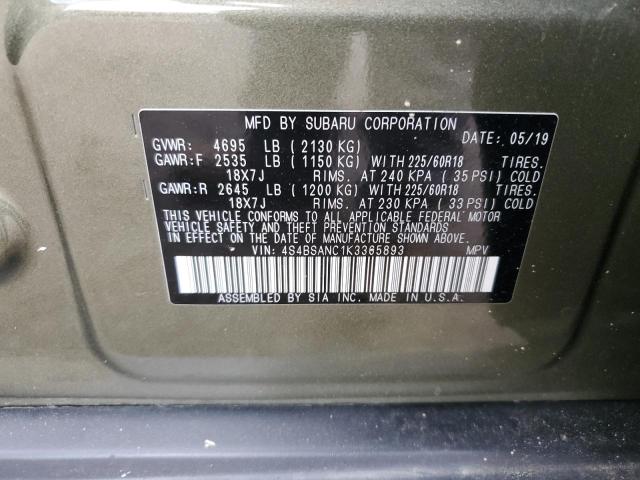 MFD BY SUBARU CORPORATION
GVWR: 4695 LB (2130 KG) DATE: 05/19
GAWR:F 2535 LB (1150 KG) WITH 225/60R18 TIRES.
18X7J RIMS. AT 240 KPA (35 PSI) COLD
GAWR:R 2645 LB (1200 KG) WITH 225/60R18 TIRES.
18X7J RIMS. AT 230 KPA (33 PSI) COLD
THIS VEHICLE CONFORMS TO ALL APPLICABLE FEDERAL MOTOR
VEHICLE SAFETY AND THEFT PREVENTION STANDARDS
IN EFFECT ON THE DATE OF MANUFACTURE SHOWN ABOVE.
VIN: 4S4BSANC1K3365893 MPV
ASSEMBLED BY SIA INC. MADE IN U.S.A.